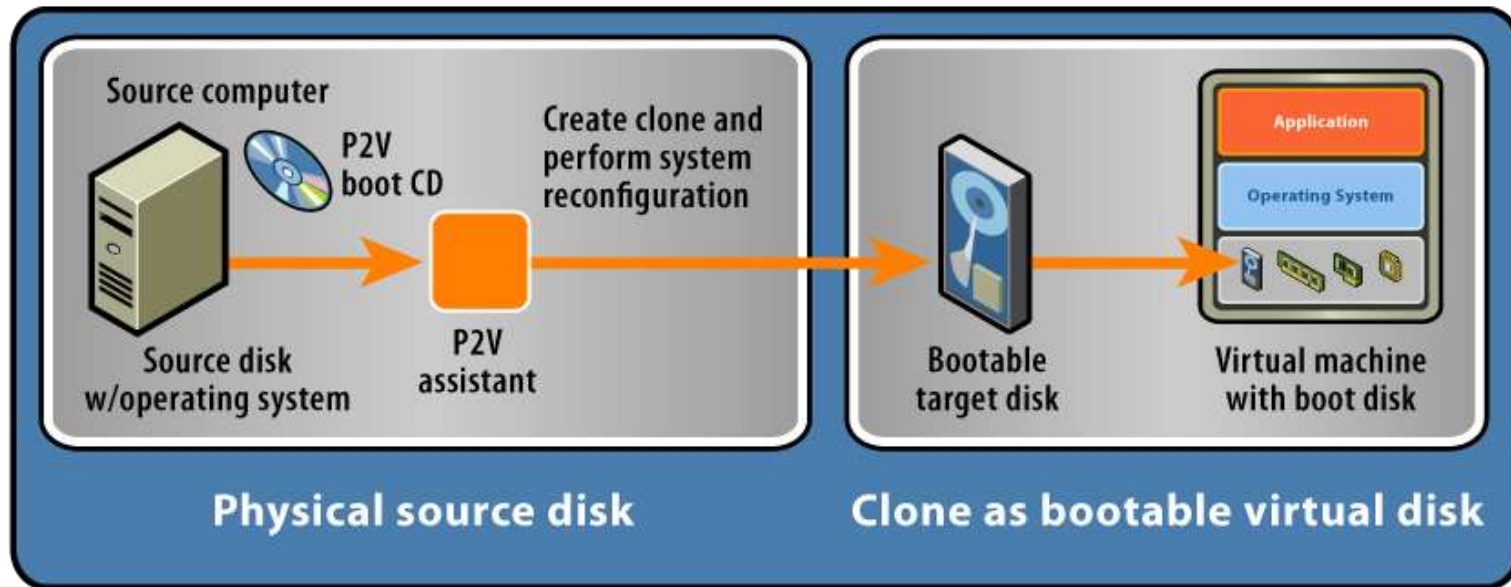 Source computer
P2V
boot CD
Source disk
w/operating system
P2V
assistant
Create clone and
perform system
reconfiguration
Physical source disk
Bootable
target disk
Application
Operating System
Virtual machine
with boot disk
Clone as bootable virtual disk